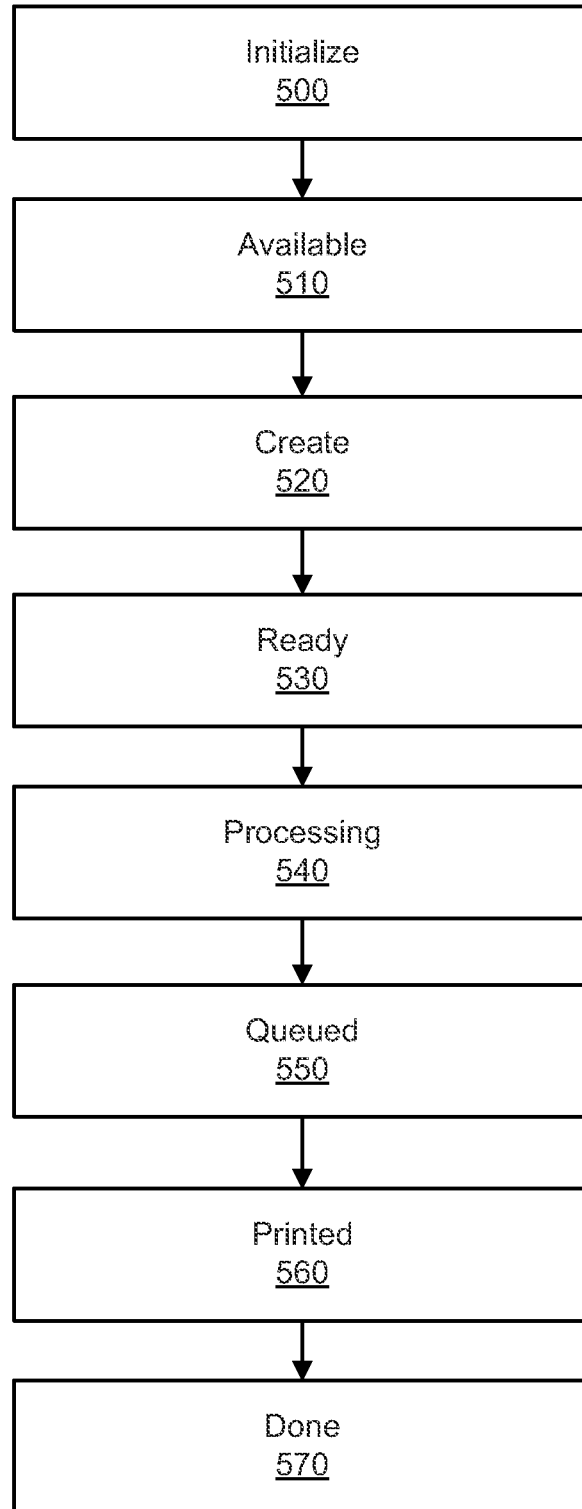 Initialize
500
Available
510
Create
520
Ready
530
Processing
540
Queued
550
Printed
560
Done
570